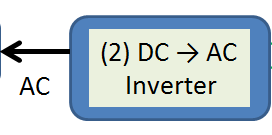 (2) DC → AC
Inverter
AC